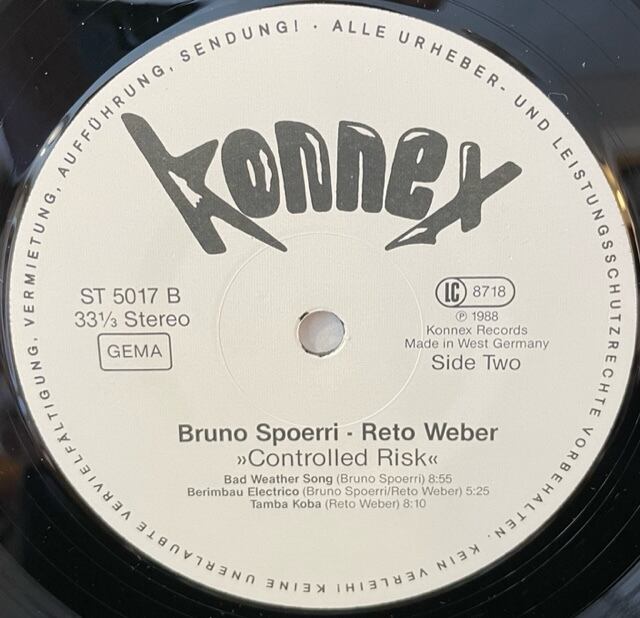 ALLE URHEBER- UND LEISTUNGSSCHUTZRECHTE VORBEHALTEN. KEIN VERLEIH! KEINE UNERLAUBTE VERVIELFÄLTIGUNG, VERMIETUNG, AUFFÜHRUNG, SENDUNG! ·
konnex
ST 5017 B
33⅓ Stereo
GEMA
LC 8718
℗ 1988
Konnex Records
Made in West Germany
Side Two
Bruno Spoerri - Reto Weber
»Controlled Risk«
Bad Weather Song (Bruno Spoerri) 8:55
Berimbau Electrico (Bruno Spoerri/Reto Weber) 5:25
Tamba Koba (Reto Weber) 8:10